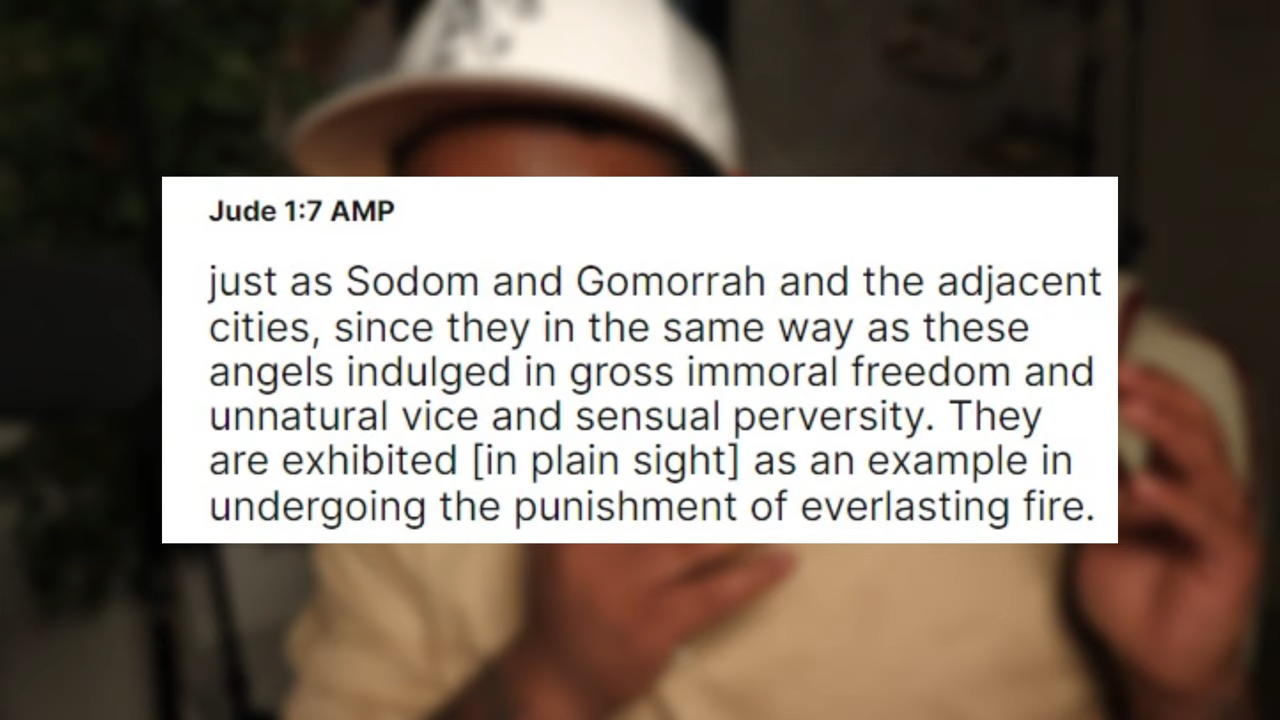 Jude 1:7 AMP
just as Sodom and Gomorrah and the adjacent
cities, since they in the same way as these
angels indulged in gross immoral freedom and
unnatural vice and sensual perversity. They
are exhibited [in plain sight] as an example in
undergoing the punishment of everlasting fire.